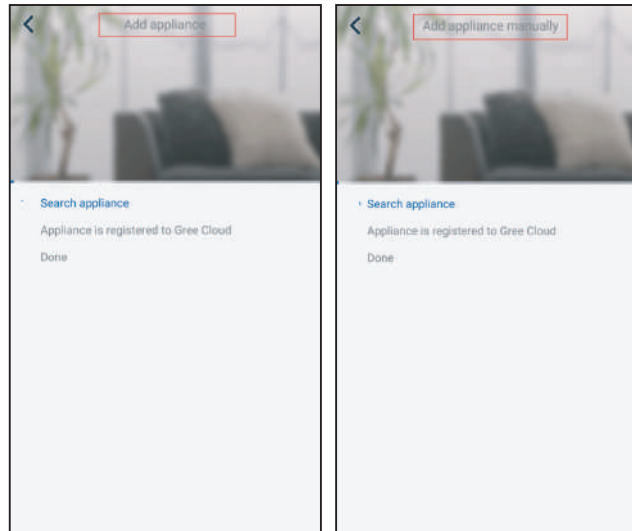 Add appliance
Search appliance
Appliance is registered to Gree Cloud
Done
Add appliance manually
Search appliance
Appliance is registered to Gree Cloud
Done